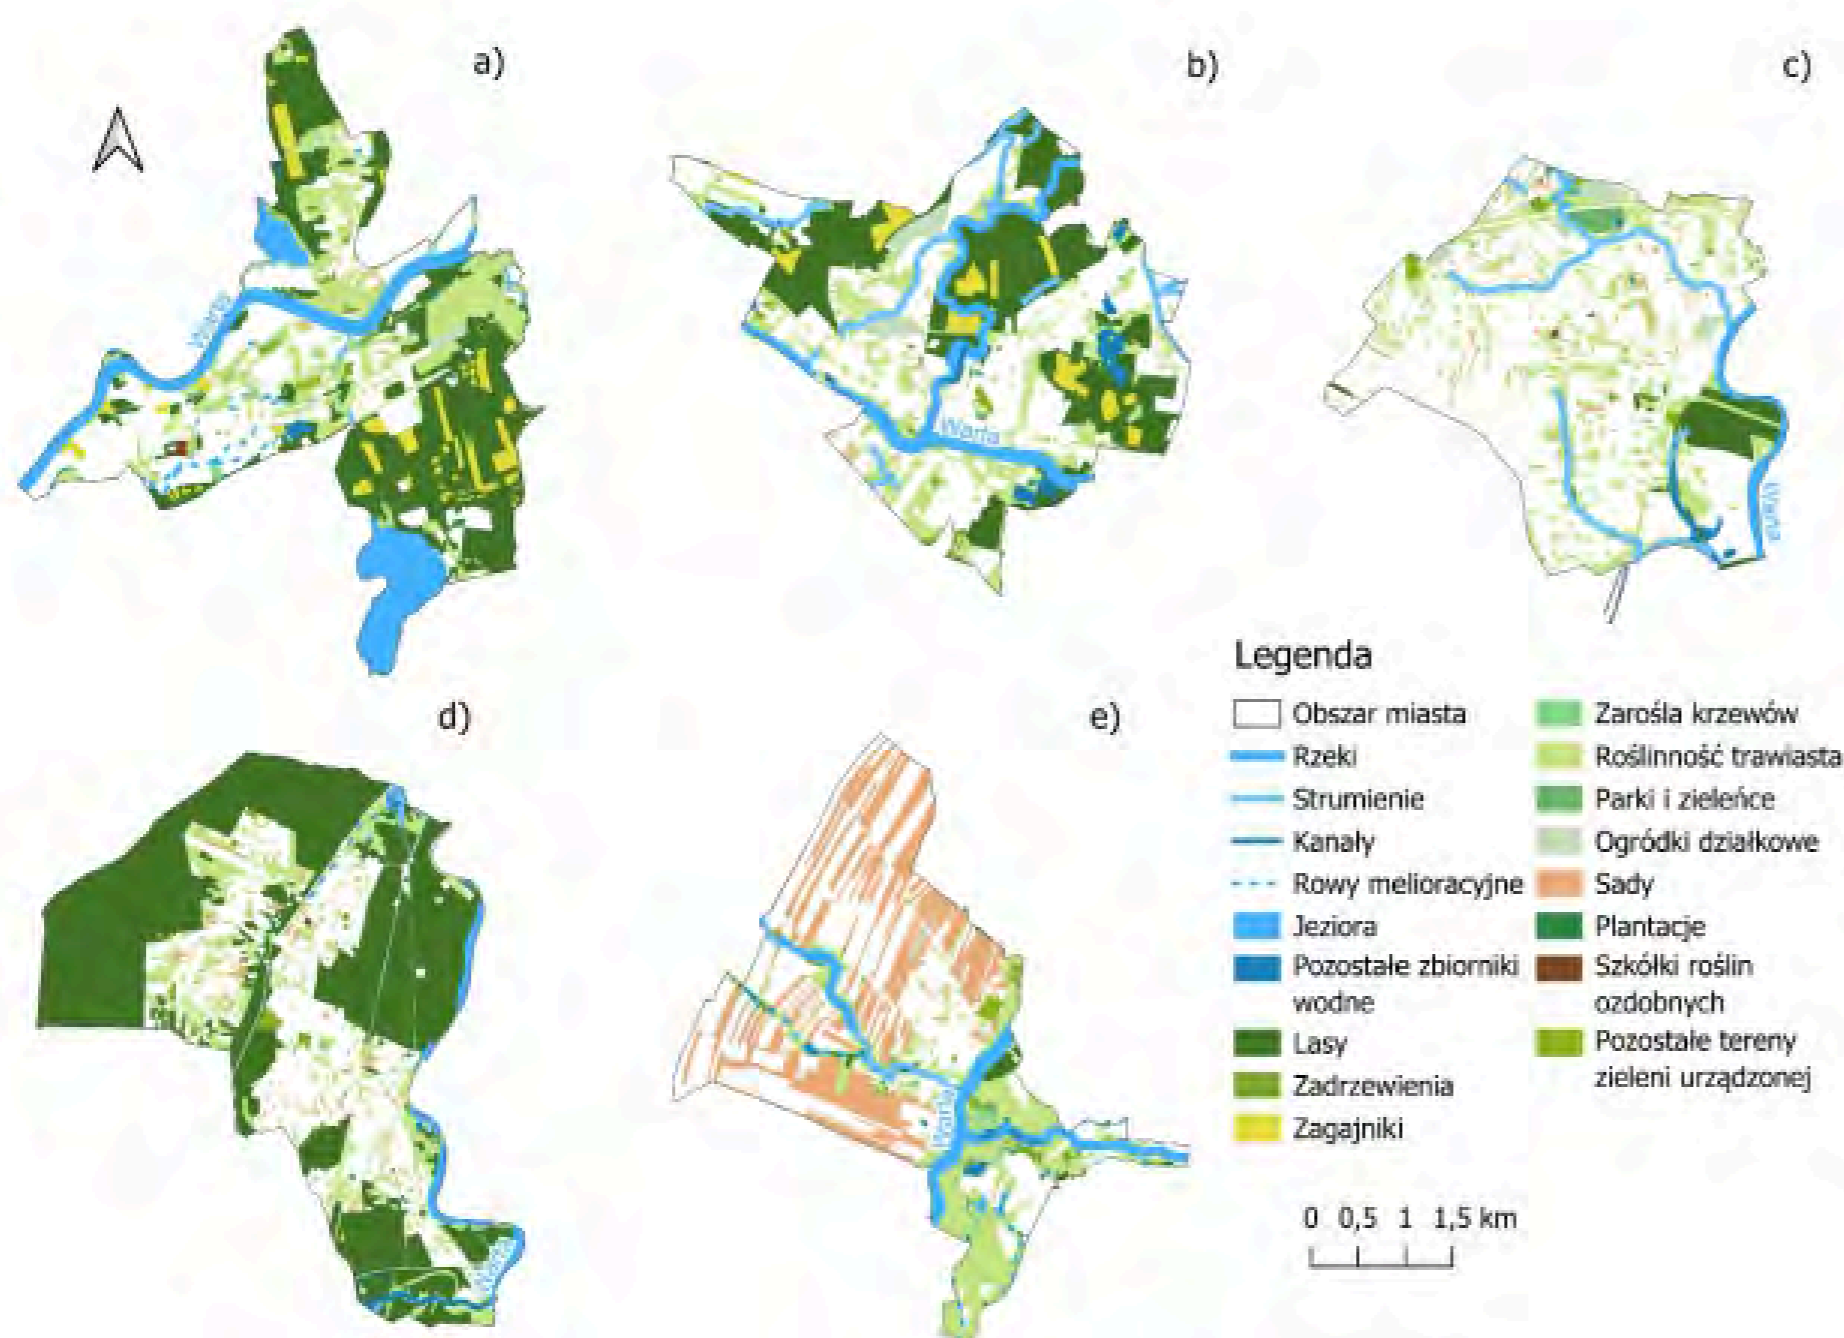 a)
b)
c)
Warta
Warta
Warta
d)
e)
Warta
Warta
Legenda
Obszar miasta
Rzeki
Strumienie
Kanały
Rowy melioracyjne
Jeziora
Pozostałe zbiorniki
wodne
Lasy
Zadrzewienia
Zagajniki
Zarośla krzewów
Roślinność trawiasta
Parki i zieleńce
Ogródki działkowe
Sady
Plantacje
Szkółki roślin
ozdobnych
Pozostałe tereny
zieleni urządzonej
0 0,5 1 1,5 km